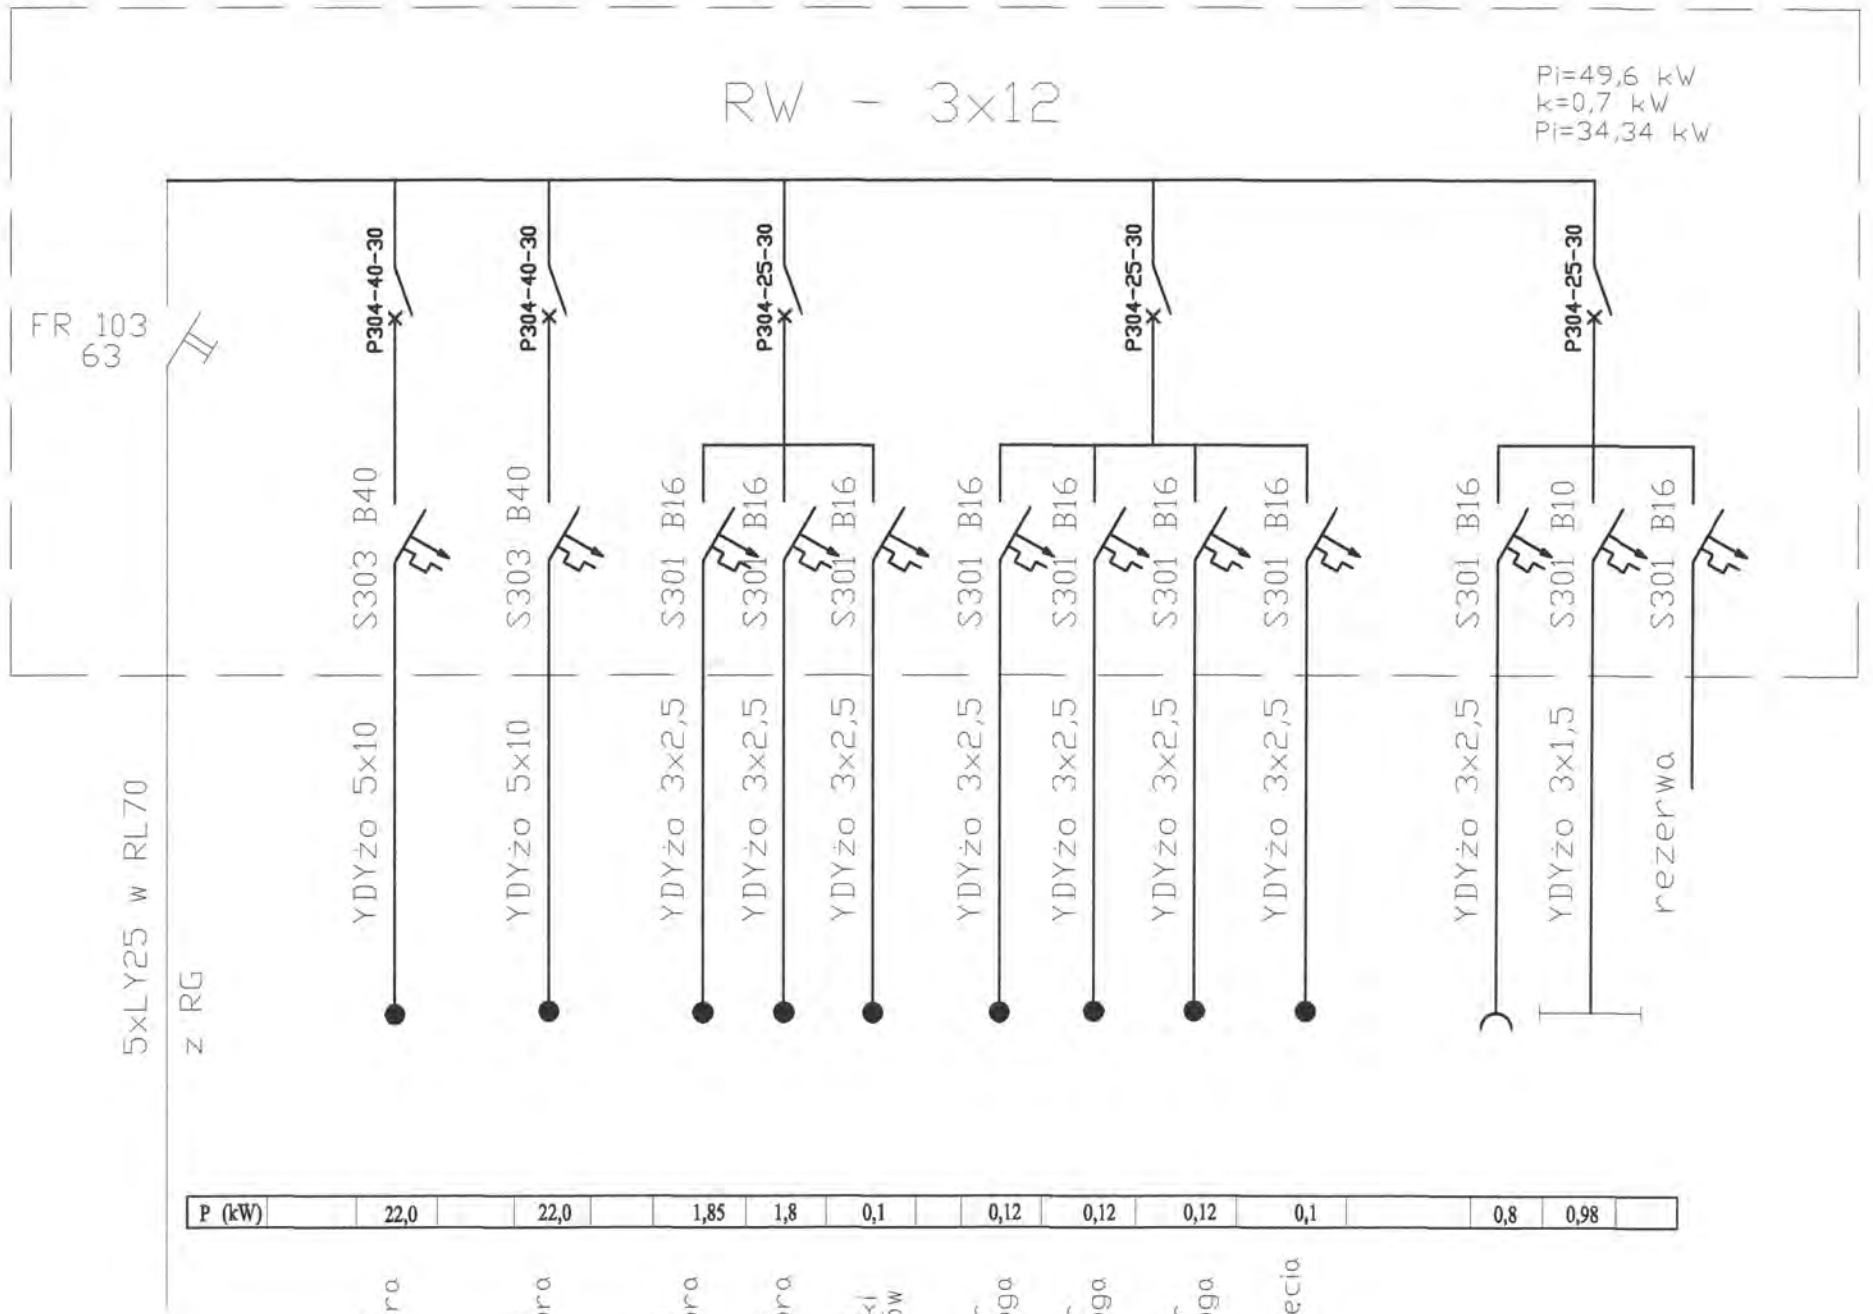 RW - 3x12
Pi=49,6 kW
k=0,7 kW
Pi=34,34 kW
FR 103
63
P304-40-30
P304-40-30
P304-25-30
P304-25-30
P304-25-30
S303 B40
S303 B40
S301 B16
S301 B16
S301 B16
S301 B16
S301 B16
S301 B16
S301 B16
S301 B16
S301 B10
S301 B16
YDYżo 5x10
YDYżo 5x10
YDYżo 3x2,5
YDYżo 3x2,5
YDYżo 3x2,5
YDYżo 3x2,5
YDYżo 3x2,5
YDYżo 3x2,5
YDYżo 3x2,5
YDYżo 3x2,5
YDYżo 3x1,5
rezerwa
5xLY25 w RL70
z RG
P (kW) 22,0 22,0 1,85 1,8 0,1 0,12 0,12 0,12 0,1 0,8 0,98